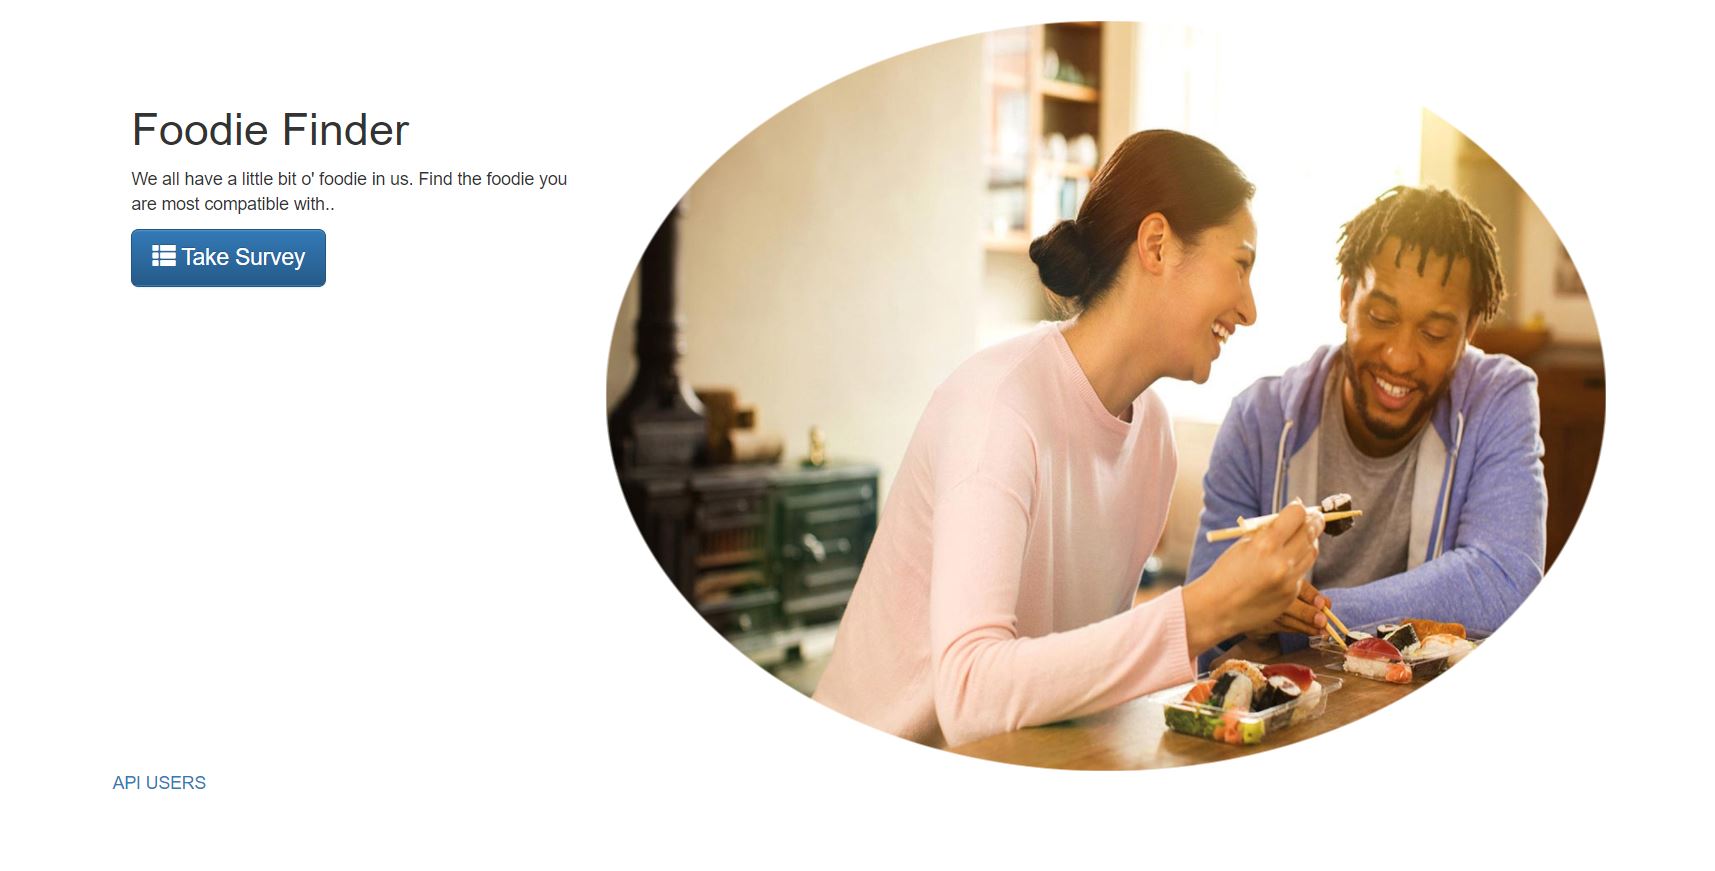 Foodie Finder
We all have a little bit o' foodie in us. Find the foodie you
are most compatible with..
Take Survey
API USERS